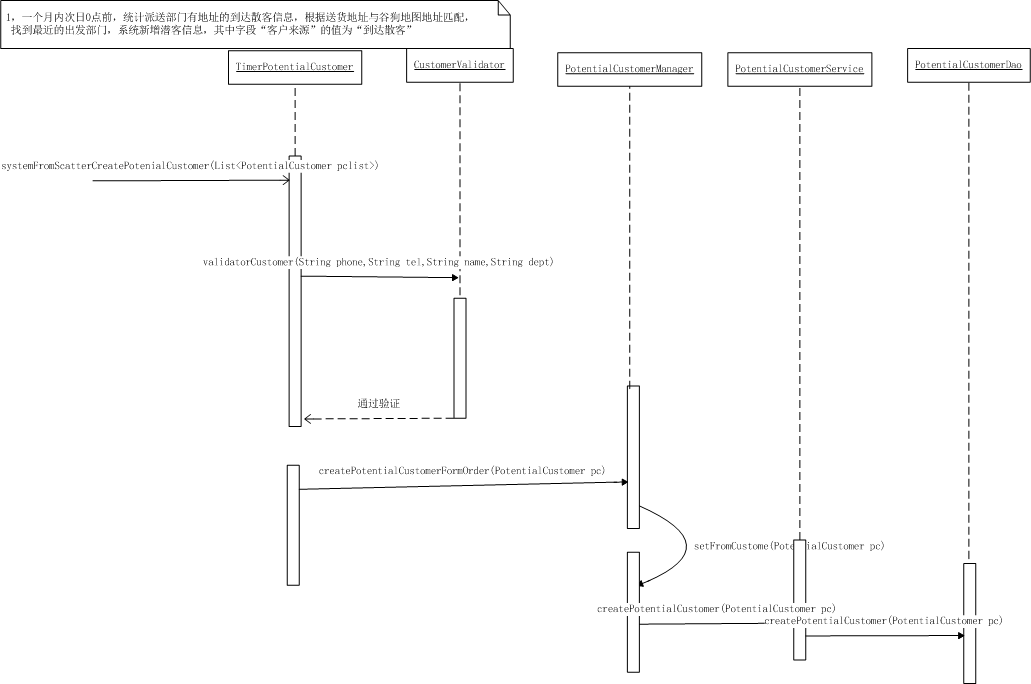 1，一个月内次日0点前，统计派送部门有地址的到达散客信息，根据送货地址与谷狗地图地址匹配，
找到最近的出发部门，系统新增潜客信息，其中字段“客户来源”的值为“到达散客”
TimerPotentialCustomer
CustomerValidator
PotentialCustomerManager
PotentialCustomerService
PotentialCustomerDao
systemFromScatterCreatePotenialCustomer(List<PotentialCustomer pclist>)
validatorCustomer(String phone,String tel,String name,String dept)
通过验证
createPotentialCustomerFormOrder(PotentialCustomer pc)
setFromCustome(PotentialCustomer pc)
createPotentialCustomer(PotentialCustomer pc)
createPotentialCustomer(PotentialCustomer pc)